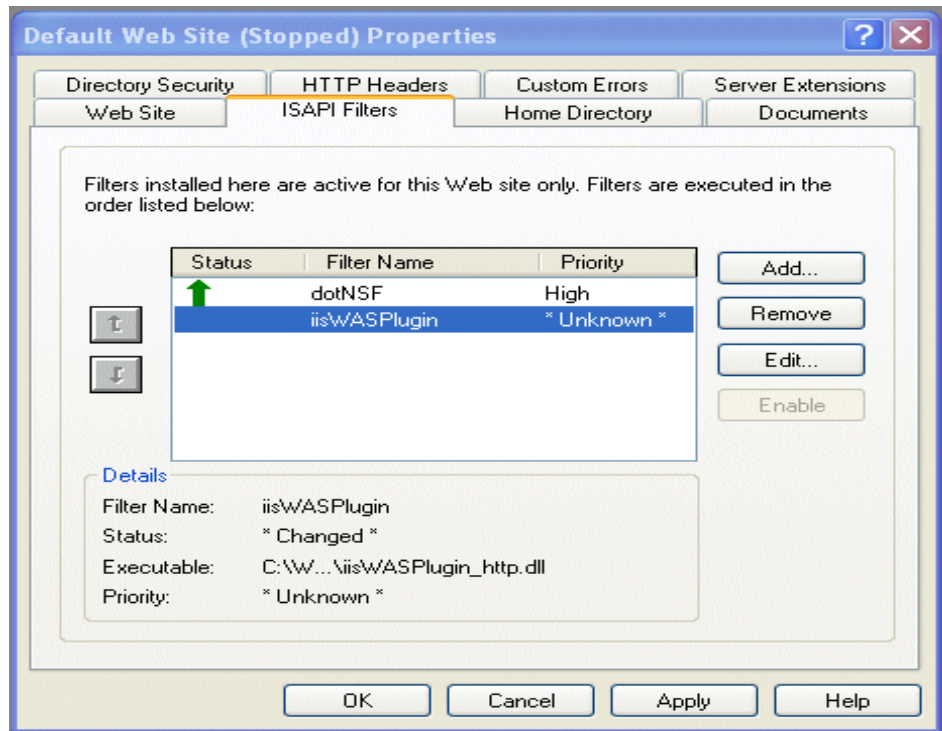 Default Web Site (Stopped) Properties
Directory Security HTTP Headers Custom Errors Server Extensions
Web Site ISAPI Filters Home Directory Documents
Filters installed here are active for this Web site only. Filters are executed in the
order listed below:
Status Filter Name Priority
dotNSF High
iisWASPlugin * Unknown *
Add...
Remove
Edit...
Enable
Details
Filter Name: iisWASPlugin
Status: * Changed *
Executable: C:\W...\iisWASPlugin_http.dll
Priority: * Unknown *
OK Cancel Apply Help